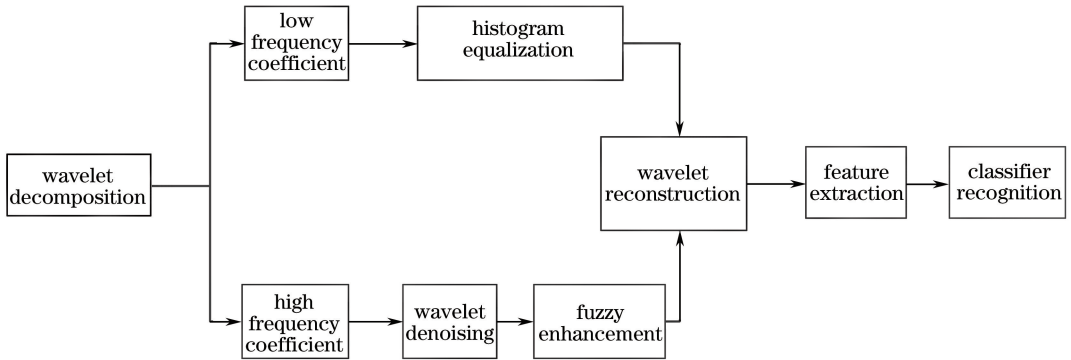 low
frequency
coefficient
histogram
equalization
wavelet
decomposition
wavelet
reconstruction
feature
extraction
classifier
recognition
high
frequency
coefficient
wavelet
denoising
fuzzy
enhancement